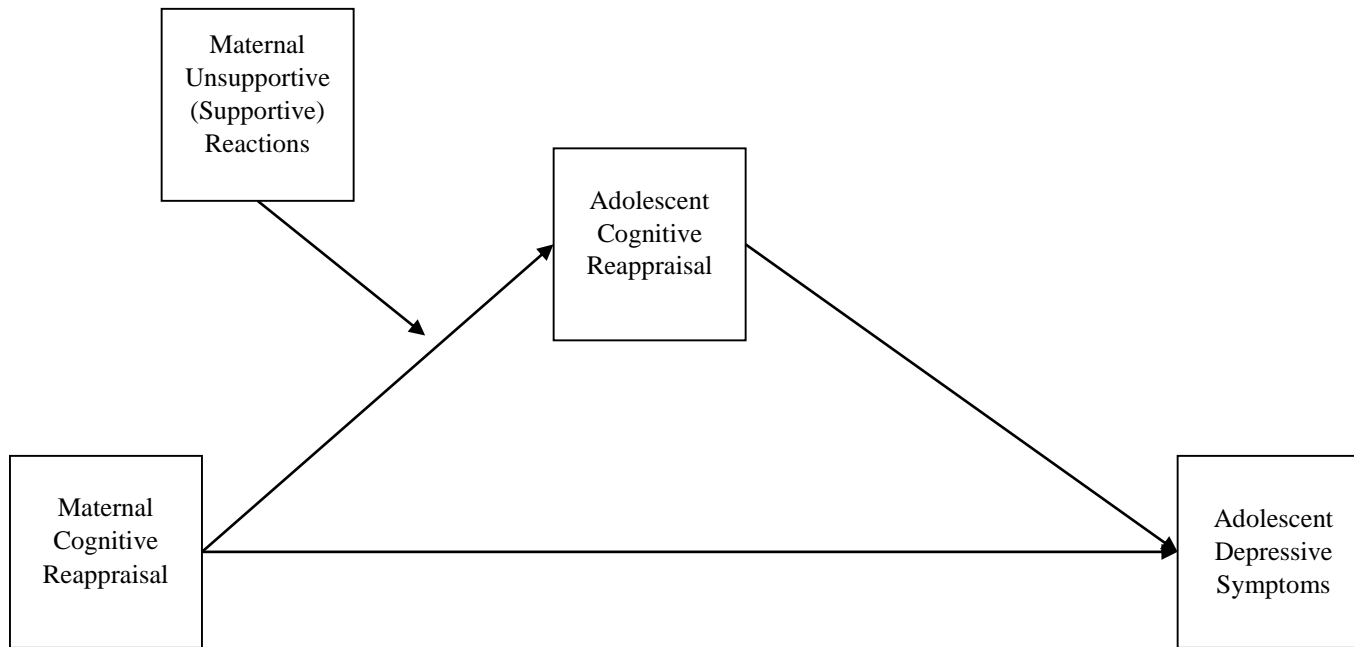 Maternal
Unsupportive
(Supportive)
Reactions
Adolescent
Cognitive
Reappraisal
Maternal
Cognitive
Reappraisal
Adolescent
Depressive
Symptoms